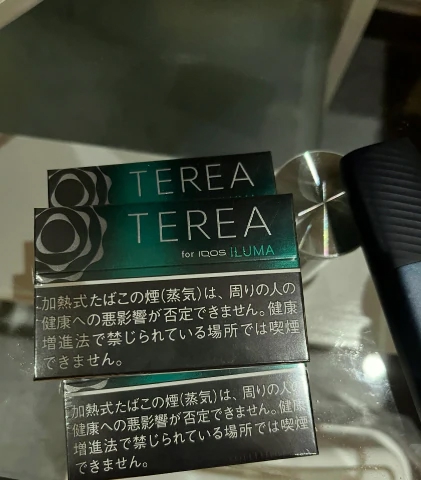 TEREA
TEREA
for IQOS ILUMA
加熱式たばこの煙(蒸気)は、周りの人の
健康への悪影響が否定できません。健康
増進法で禁じられている場所では喫煙
できません。
加熱式たばこの煙(蒸気)は、周りの人の
健康への悪影響が否定できません。健康
増進法で禁じられている場所では喫煙
できません。